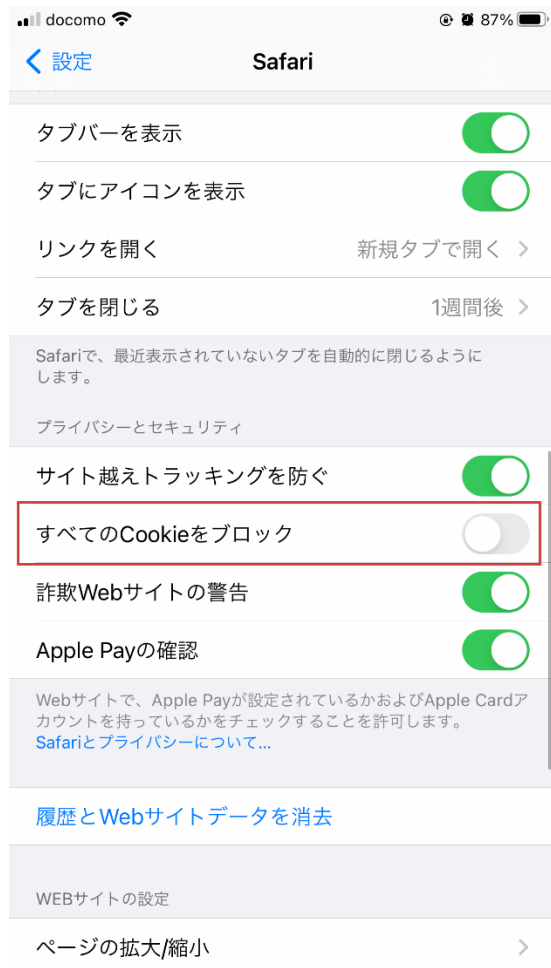 docomo 87%
設定 Safari
タブバーを表示
タブにアイコンを表示
リンクを開く 新規タブで開く
タブを閉じる 1週間後
Safariで、最近表示されていないタブを自動的に閉じるように
します。
プライバシーとセキュリティ
サイト越えトラッキングを防ぐ
すべてのCookieをブロック
詐欺Webサイトの警告
Apple Payの確認
Webサイトで、Apple Payが設定されているかおよびApple Cardア
カウントを持っているかをチェックすることを許可します。
Safariとプライバシーについて...
履歴とWebサイトデータを消去
WEBサイトの設定
ページの拡大/縮小